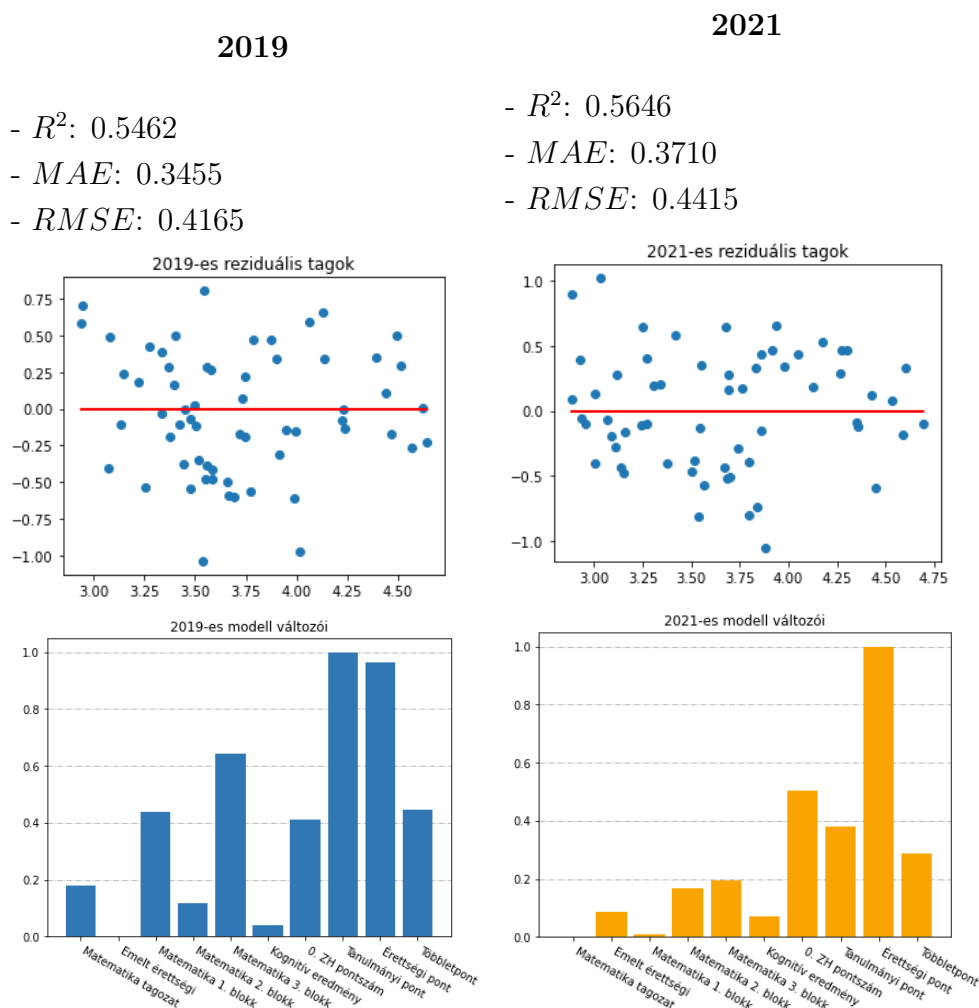 2019
- R²: 0.5462
- MAE: 0.3455
- RMSE: 0.4165
2019-es reziduális tagok
0.75
0.50
0.25
0.00
−0.25
−0.50
−0.75
−1.00
3.00 3.25 3.50 3.75 4.00 4.25 4.50
2019-es modell változói
1.0
0.8
0.6
0.4
0.2
0.0
Matematika tagozat
Emelt érettségi
Matematika 1. blokk
Matematika 2. blokk
Matematika 3. blokk
Kognitív eredmény
0. ZH pontszám
Tanulmányi pont
Érettségi pont
Többletpont
2021
- R²: 0.5646
- MAE: 0.3710
- RMSE: 0.4415
2021-es reziduális tagok
1.0
0.5
0.0
−0.5
−1.0
3.00 3.25 3.50 3.75 4.00 4.25 4.50 4.75
2021-es modell változói
1.0
0.8
0.6
0.4
0.2
0.0
Matematika tagozat
Emelt érettségi
Matematika 1. blokk
Matematika 2. blokk
Matematika 3. blokk
Kognitív eredmény
0. ZH pontszám
Tanulmányi pont
Érettségi pont
Többletpont